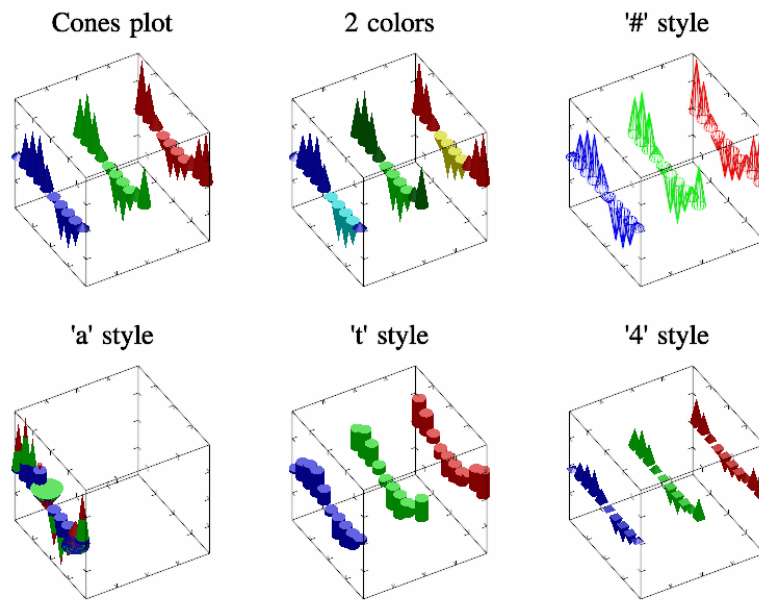 Cones plot
2 colors
'#' style
'a' style
't' style
'4' style